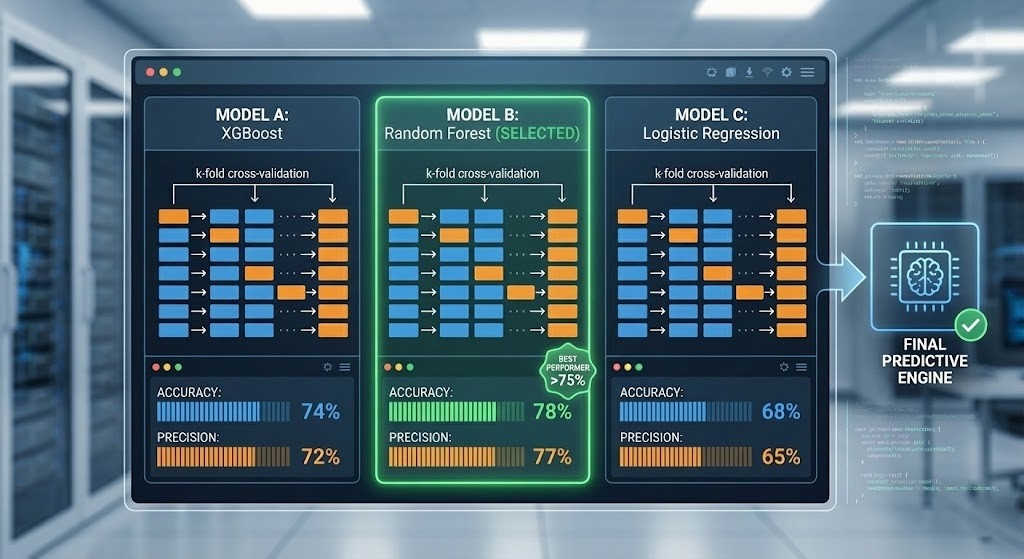 MODEL A:
XGBoost
k-fold cross-validation
ACCURACY:
74%
PRECISION:
72%
MODEL B:
Random Forest (SELECTED)
k-fold cross-validation
BEST
PERFORMER
>75%
ACCURACY:
78%
PRECISION:
77%
MODEL C:
Logistic Regression
k-fold cross-validation
ACCURACY:
68%
PRECISION:
65%
FINAL
PREDICTIVE
ENGINE